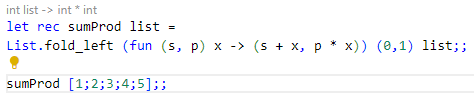 int list -> int * int
let rec sumProd list =
List.fold_left (fun (s, p) x -> (s + x, p * x)) (0,1) list;;
sumProd [1;2;3;4;5];;